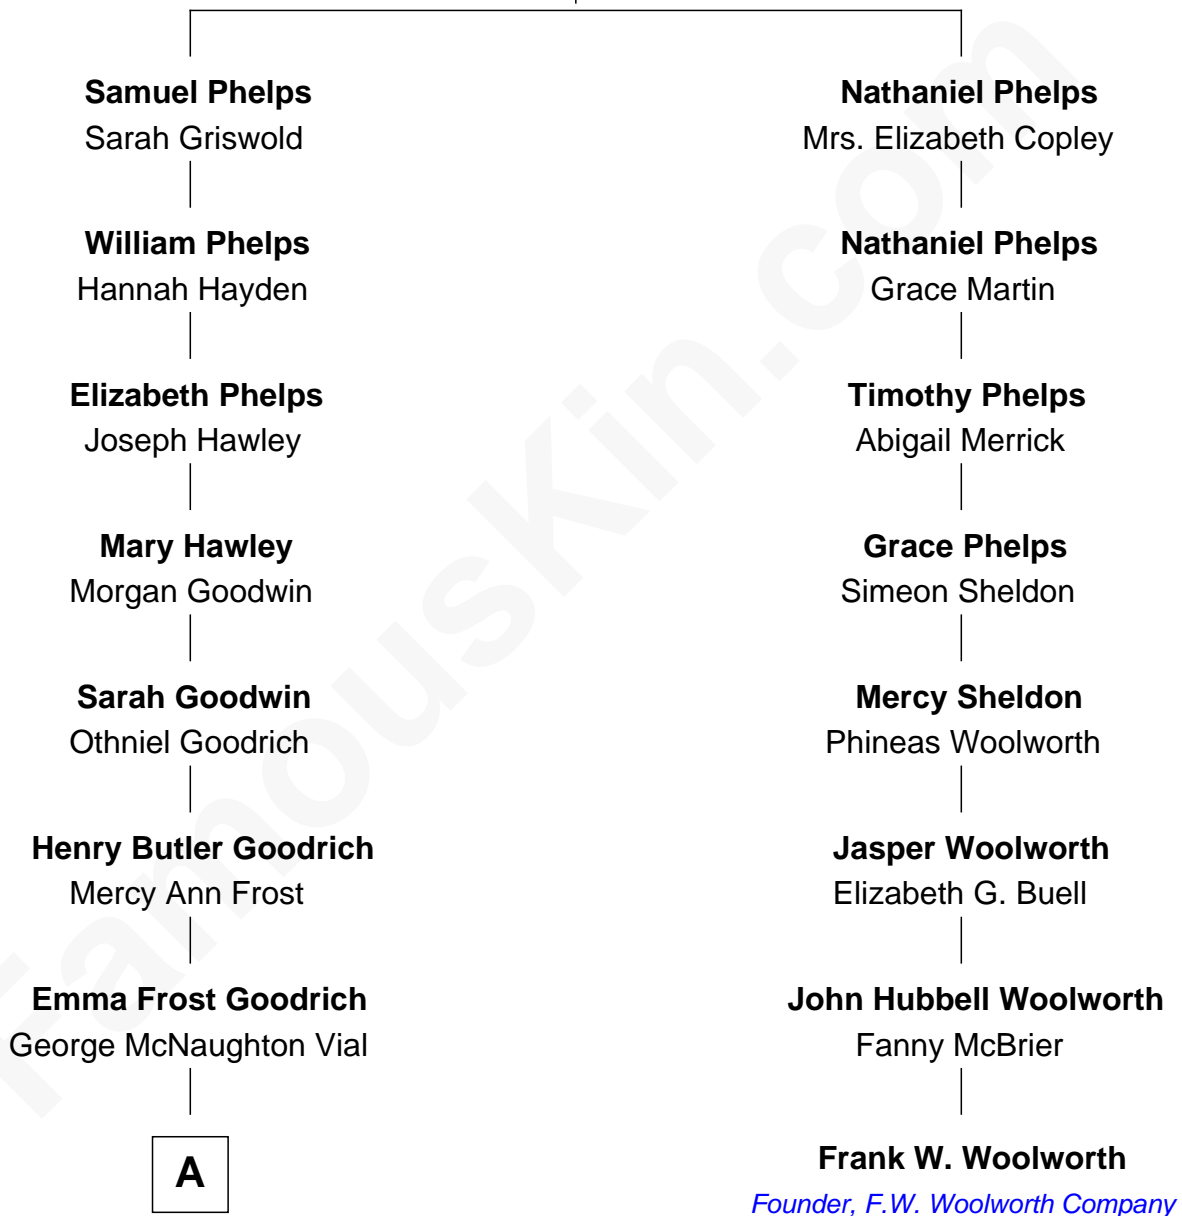 Samuel Phelps
Sarah Griswold
William Phelps
Hannah Hayden
Elizabeth Phelps
Joseph Hawley
Mary Hawley
Morgan Goodwin
Sarah Goodwin
Othniel Goodrich
Henry Butler Goodrich
Mercy Ann Frost
Emma Frost Goodrich
George McNaughton Vial
A
Nathaniel Phelps
Mrs. Elizabeth Copley
Nathaniel Phelps
Grace Martin
Timothy Phelps
Abigail Merrick
Grace Phelps
Simeon Sheldon
Mercy Sheldon
Phineas Woolworth
Jasper Woolworth
Elizabeth G. Buell
John Hubbell Woolworth
Fanny McBrier
Frank W. Woolworth
Founder, F.W. Woolworth Company
FamousKin.com